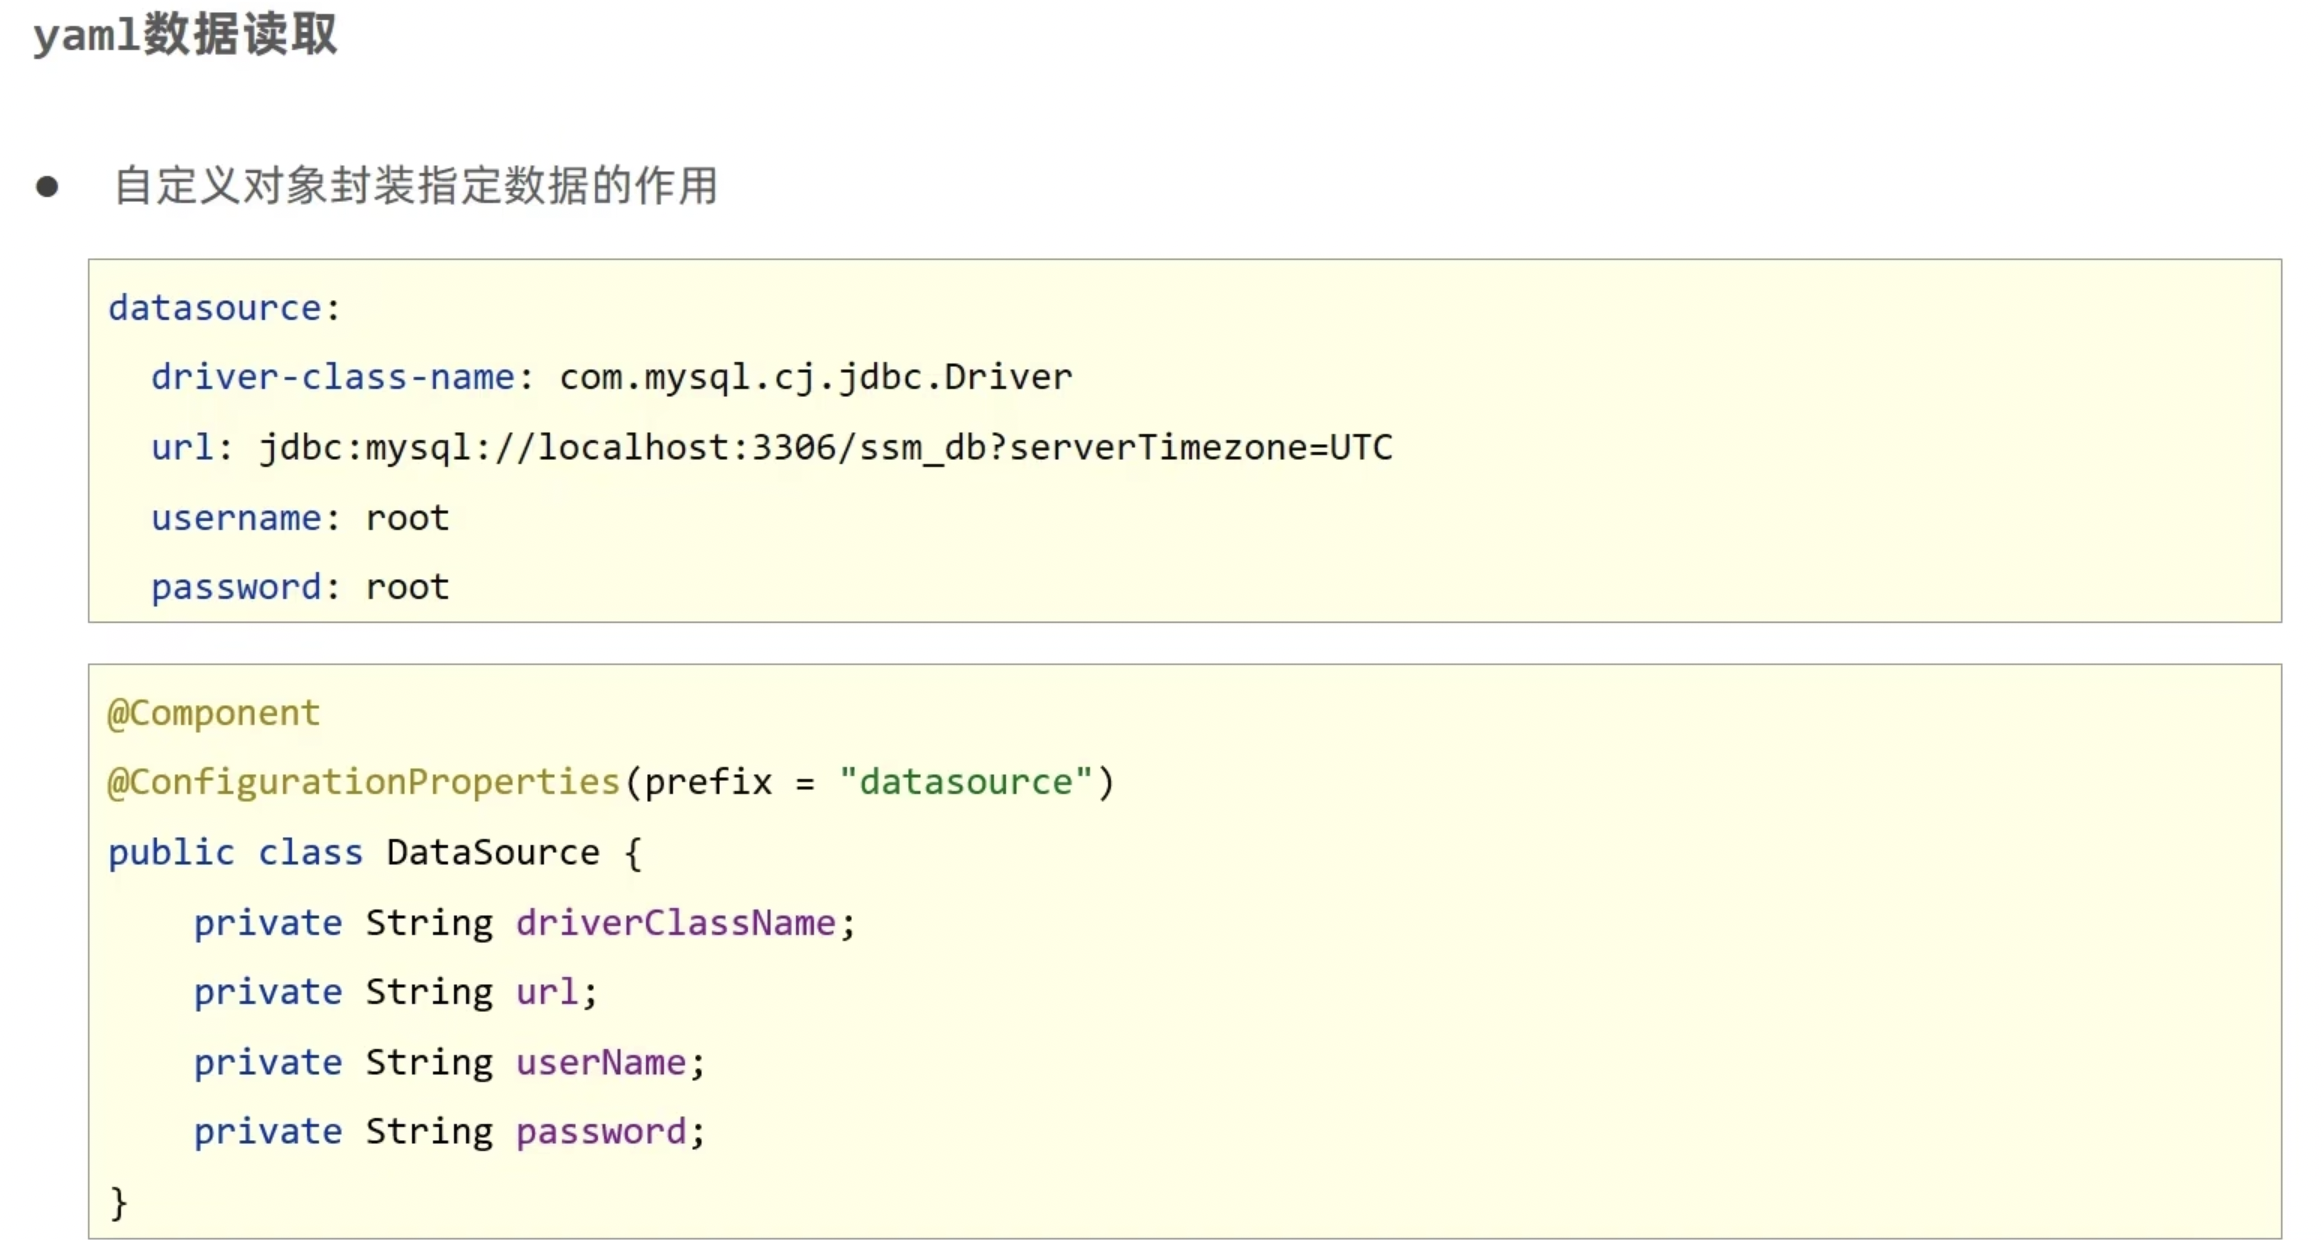 yaml数据读取
● 自定义对象封装指定数据的作用
datasource:
  driver-class-name: com.mysql.cj.jdbc.Driver
  url: jdbc:mysql://localhost:3306/ssm_db?serverTimezone=UTC
  username: root
  password: root
@Component
@ConfigurationProperties(prefix = "datasource")
public class DataSource {
    private String driverClassName;
    private String url;
    private String userName;
    private String password;
}